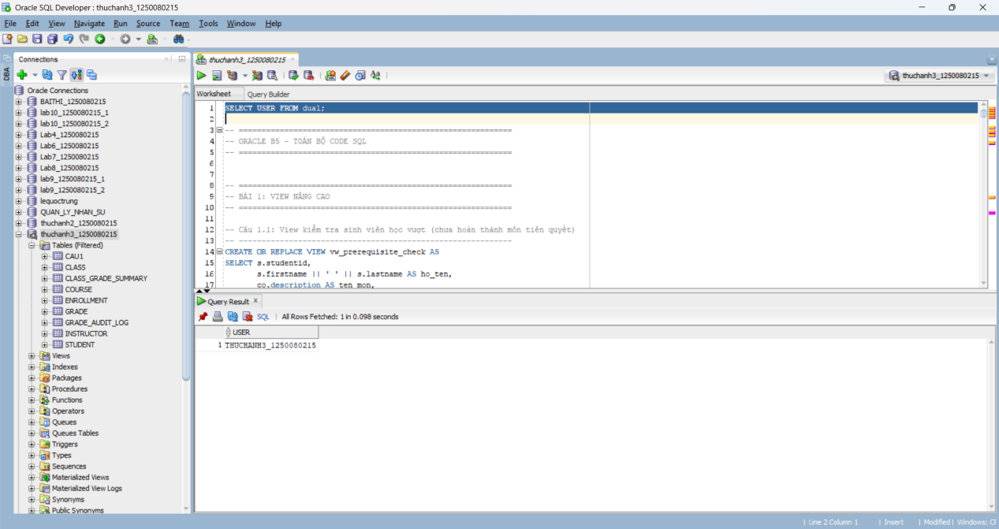 Oracle SQL Developer : thuchanh3_1250080215
File Edit View Navigate Run Source Team Tools Window Help
DBA
Connections
Oracle Connections
BAITHI_1250080215
lab10_1250080215_1
lab10_1250080215_2
Lab4_1250080215
Lab6_1250080215
Lab7_1250080215
Lab8_1250080215
lab9_1250080215_1
lab9_1250080215_2
lequoctrung
QUAN_LY_NHAN_SU
thuchanh2_1250080215
thuchanh3_1250080215
Tables (Filtered)
CAU1
CLASS
CLASS_GRADE_SUMMARY
COURSE
ENROLLMENT
GRADE
GRADE_AUDIT_LOG
INSTRUCTOR
STUDENT
Views
Indexes
Packages
Procedures
Functions
Operators
Queues
Queues Tables
Triggers
Types
Sequences
Materialized Views
Materialized View Logs
Synonyms
Public Synonyms
thuchanh3_1250080215
thuchanh3_1250080215
Worksheet Query Builder
1 SELECT USER FROM dual;
2
3 -- ============================================================
4 -- ORACLE B5 - TOÀN BỘ CODE SQL
5 -- ============================================================
6
7
8 -- ============================================================
9 -- BÀI 1: VIEW NÂNG CAO
10 -- ============================================================
11
12 -- Câu 1.1: View kiểm tra sinh viên học vượt (chưa hoàn thành môn tiên quyết)
13 -- ------------------------------------------------------------
14 CREATE OR REPLACE VIEW vw_prerequisite_check AS
15 SELECT s.studentid,
16 s.firstname || ' ' || s.lastname AS ho_ten,
17 co.description AS ten_mon,
Query Result
SQL | All Rows Fetched: 1 in 0.098 seconds
USER
1 THUCHANH3_1250080215
| Line 2 Column 1 | Insert | Modified | Windows: CF